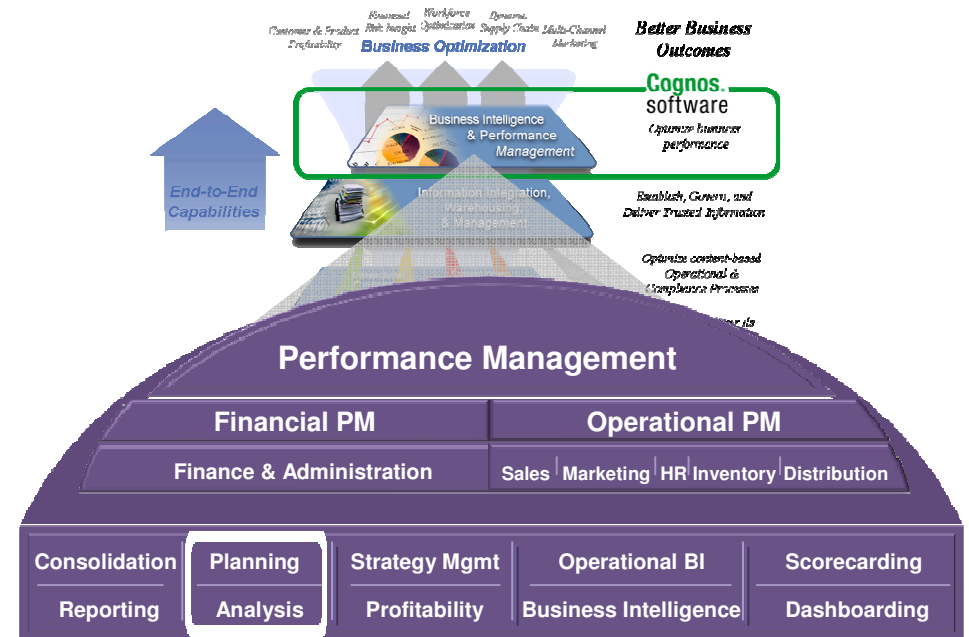 Financial Workforce Dynamic
Customer & Product Risk Insight Optimization Supply Chain Multi-Channel
Profitability Marketing
Business Optimization
Better Business
Outcomes
Cognos.
software
Business Intelligence
& Performance
Management
Optimize business
performance
End-to-End
Capabilities
Information Integration,
Warehousing
& Management
Establish, Govern, and
Deliver Trusted Information
Optimize content-based
Operational &
Compliance Processes
Performance Management
Financial PM Operational PM
Finance & Administration Sales Marketing HR Inventory Distribution
Consolidation Planning Strategy Mgmt Operational BI Scorecarding
Reporting Analysis Profitability Business Intelligence Dashboarding